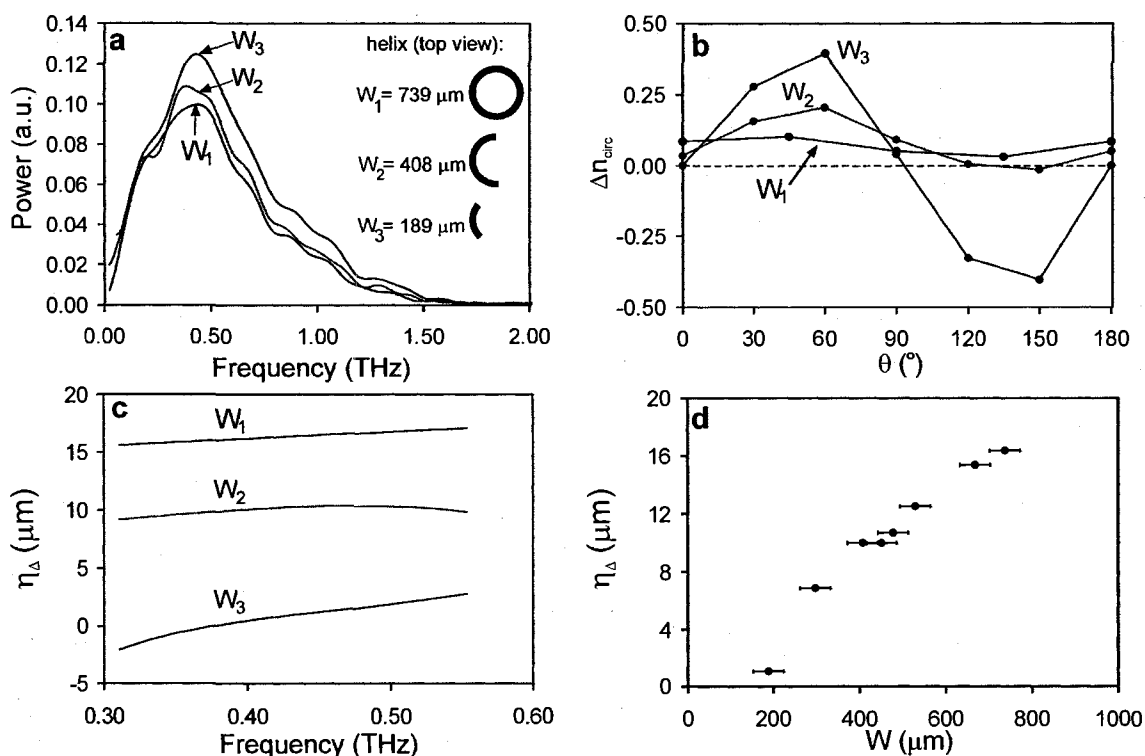 a
0.14
0.12
0.10
0.08
0.06
0.04
0.02
0.00
Power (a.u.)
W3
W2
W1
helix (top view):
W1= 739 μm
W2= 408 μm
W3= 189 μm
0.00 0.50 1.00 1.50 2.00
Frequency (THz)
b
0.50
0.25
0.00
-0.25
-0.50
Δncirc
W3
W2
W1
0 30 60 90 120 150 180
θ (°)
c
20
15
10
5
0
-5
ηΔ (μm)
W1
W2
W3
0.30 0.40 0.50 0.60
Frequency (THz)
d
20
16
12
8
4
0
ηΔ (μm)
0 200 400 600 800 1000
W (μm)